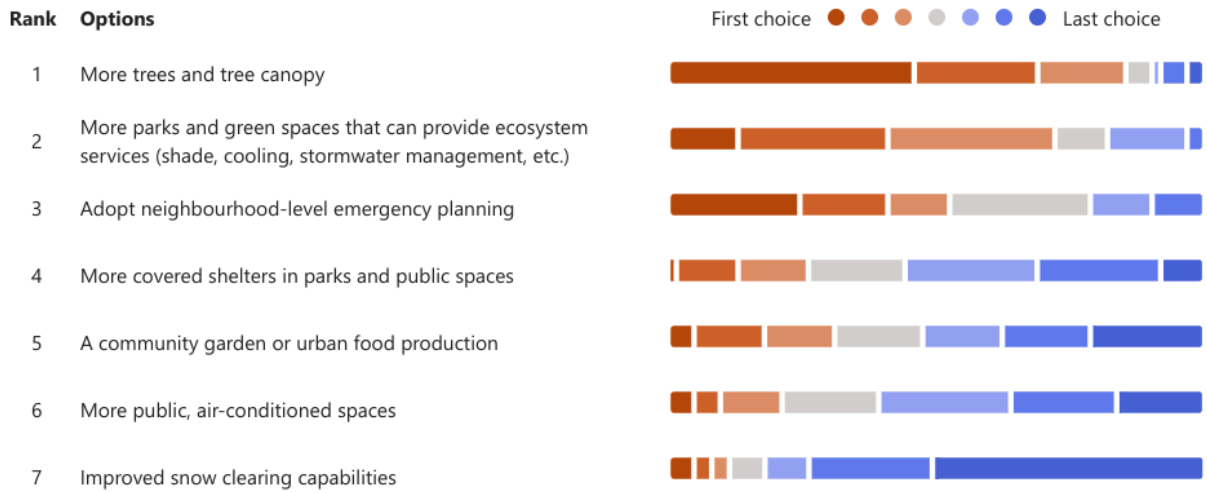 Rank Options First choice Last choice
1 More trees and tree canopy
2 More parks and green spaces that can provide ecosystem
services (shade, cooling, stormwater management, etc.)
3 Adopt neighbourhood-level emergency planning
4 More covered shelters in parks and public spaces
5 A community garden or urban food production
6 More public, air-conditioned spaces
7 Improved snow clearing capabilities